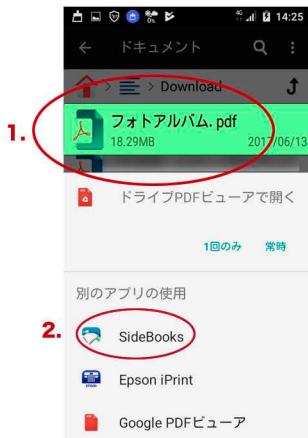 4G 14:25
0%
ドキュメント
> > Download
1.
フォトアルバム.pdf
18.29MB 2017/06/13
ドライブPDFビューアで開く
1回のみ 常時
別のアプリの使用
2.
SideBooks
Epson iPrint
Google PDFビューア